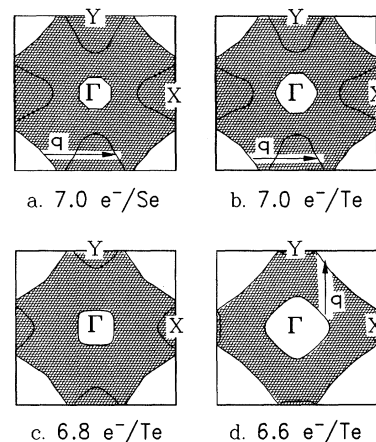 Y
Γ
X
q
a. 7.0 e⁻/Se
Y
Γ
X
q
b. 7.0 e⁻/Te
Y
Γ
X
c. 6.8 e⁻/Te
Y
Γ
X
q
d. 6.6 e⁻/Te